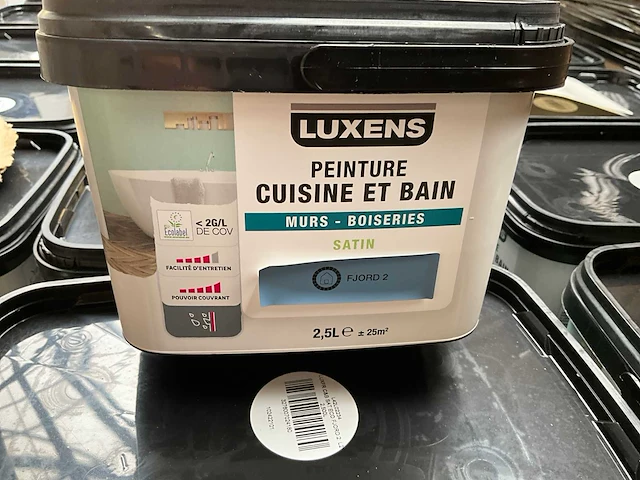 LUXENS
PEINTURE
CUISINE ET BAIN
MURS - BOISERIES
SATIN
FJORD 2
2,5L e ± 25m²
Ecolabel
< 2G/L
DE COV
FACILITÉ D'ENTRETIEN
POUVOIR COUVRANT